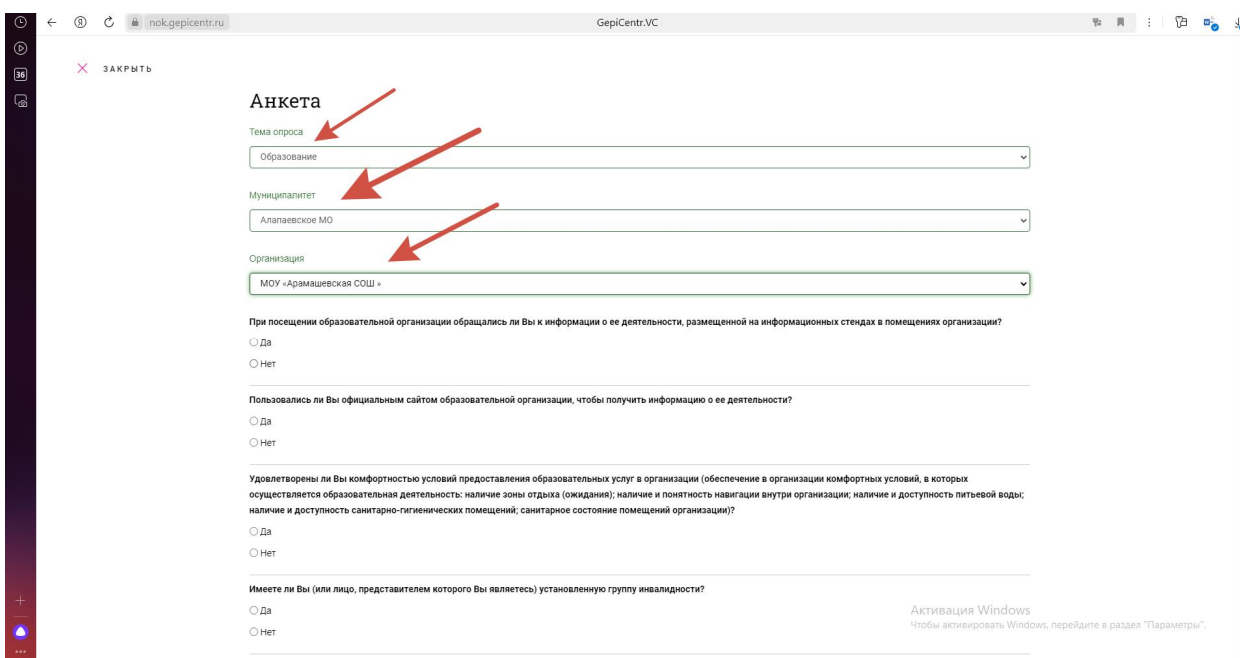 nok.gepicentr.ru
GepiCentr.VC
36
ЗАКРЫТЬ
Анкета
Тема опроса
Образование
Муниципалитет
Алапаевское МО
Организация
МОУ «Арамашевская СОШ »
При посещении образовательной организации обращались ли Вы к информации о ее деятельности, размещенной на информационных стендах в помещениях организации?
Да
Нет
Пользовались ли Вы официальным сайтом образовательной организации, чтобы получить информацию о ее деятельности?
Да
Нет
Удовлетворены ли Вы комфортностью условий предоставления образовательных услуг в организации (обеспечение в организации комфортных условий, в которых
осуществляется образовательная деятельность: наличие зоны отдыха (ожидания); наличие и понятность навигации внутри организации; наличие и доступность питьевой воды;
наличие и доступность санитарно-гигиенических помещений; санитарное состояние помещений организации)?
Да
Нет
Имеете ли Вы (или лицо, представителем которого Вы являетесь) установленную группу инвалидности?
Да
Нет
Активация Windows
Чтобы активировать Windows, перейдите в раздел "Параметры".